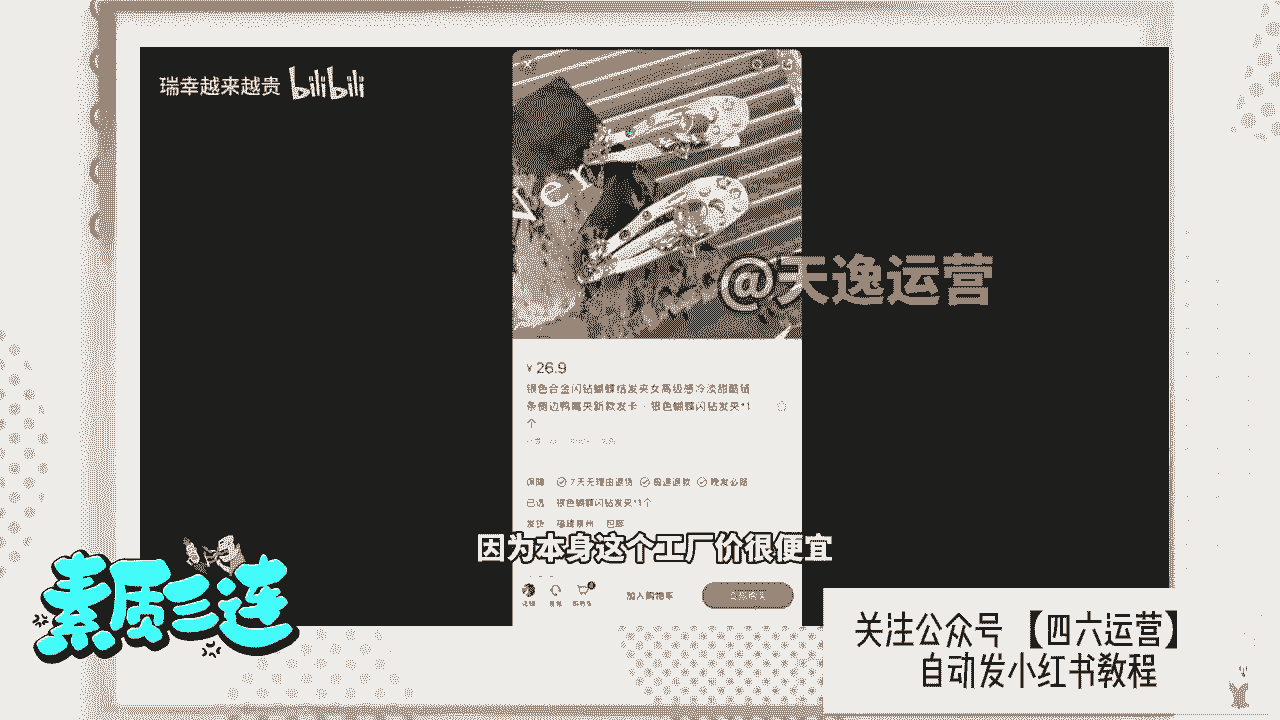 瑞幸越来越贵 bilibili
ver
@天逸运营
¥26.9
银色合金闪钻蝴蝶结发夹女高级感冷淡甜酷链
条侧边鸭嘴夹新款发卡 · 银色蝴蝶闪钻发夹*1
个
保障 7天无理由退货 极速退款 晚发必赔
已选 银色蝴蝶闪钻发夹*1个
发货 福建泉州 包邮
因为本身这个工厂价很便宜
加入购物车
素质三连
关注公众号【四六运营】
自动发小红书教程